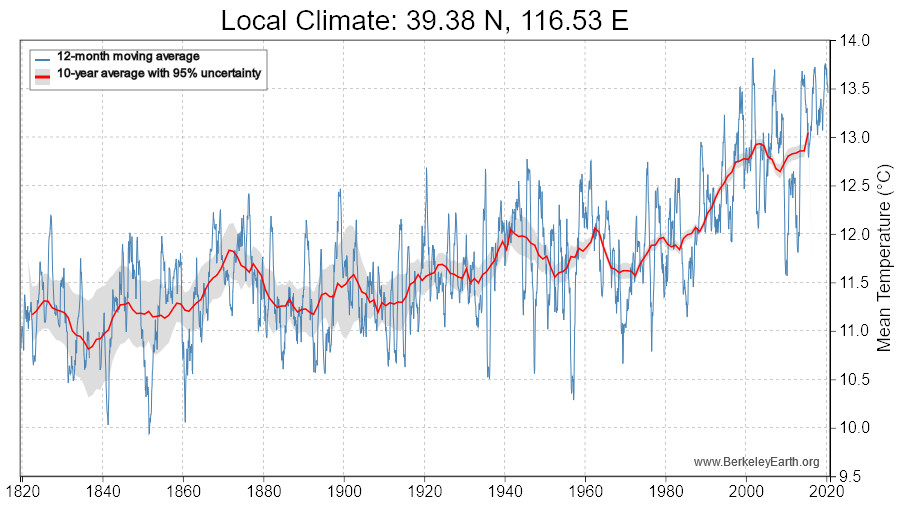 Local Climate: 39.38 N, 116.53 E
12-month moving average
10-year average with 95% uncertainty
14.0
13.5
13.0
12.5
12.0
11.5
11.0
10.5
10.0
9.5
Mean Temperature (°C)
www.BerkeleyEarth.org
1820 1840 1860 1880 1900 1920 1940 1960 1980 2000 2020